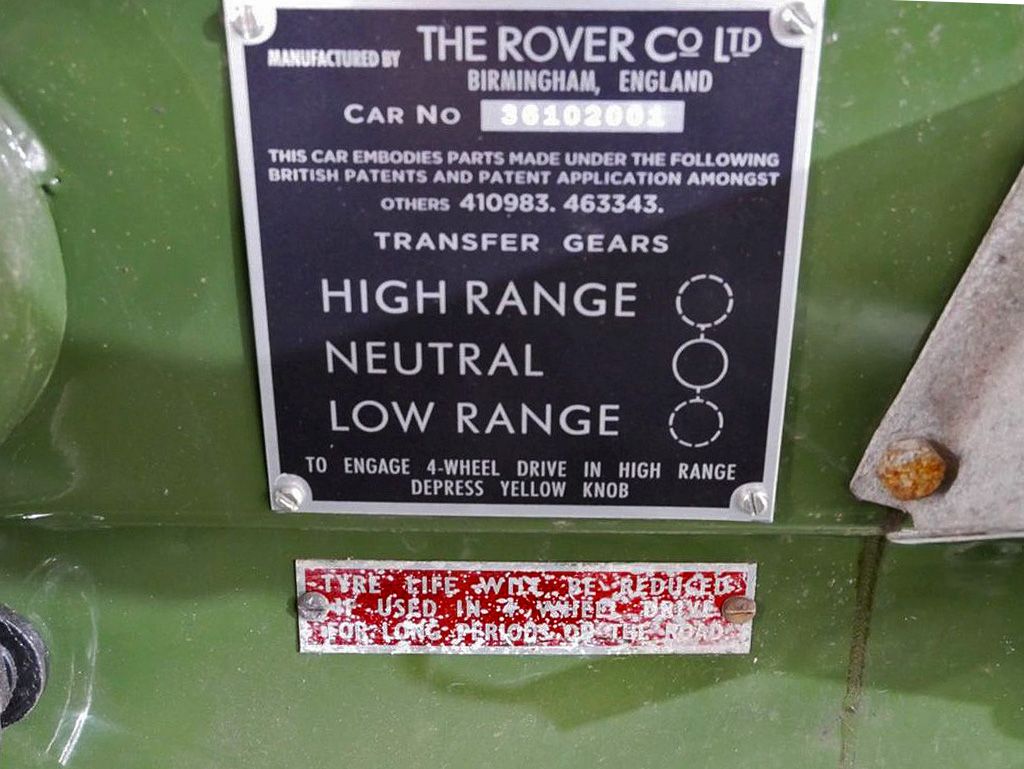 MANUFACTURED BY THE ROVER Cº LTD
BIRMINGHAM, ENGLAND
CAR NO 36102001
THIS CAR EMBODIES PARTS MADE UNDER THE FOLLOWING
BRITISH PATENTS AND PATENT APPLICATION AMONGST
OTHERS 410983. 463343.
TRANSFER GEARS
HIGH RANGE
NEUTRAL
LOW RANGE
TO ENGAGE 4-WHEEL DRIVE IN HIGH RANGE
DEPRESS YELLOW KNOB
TYRE LIFE WILL BE REDUCED
IF USED IN 4 WHEEL DRIVE
FOR LONG PERIODS ON THE ROAD